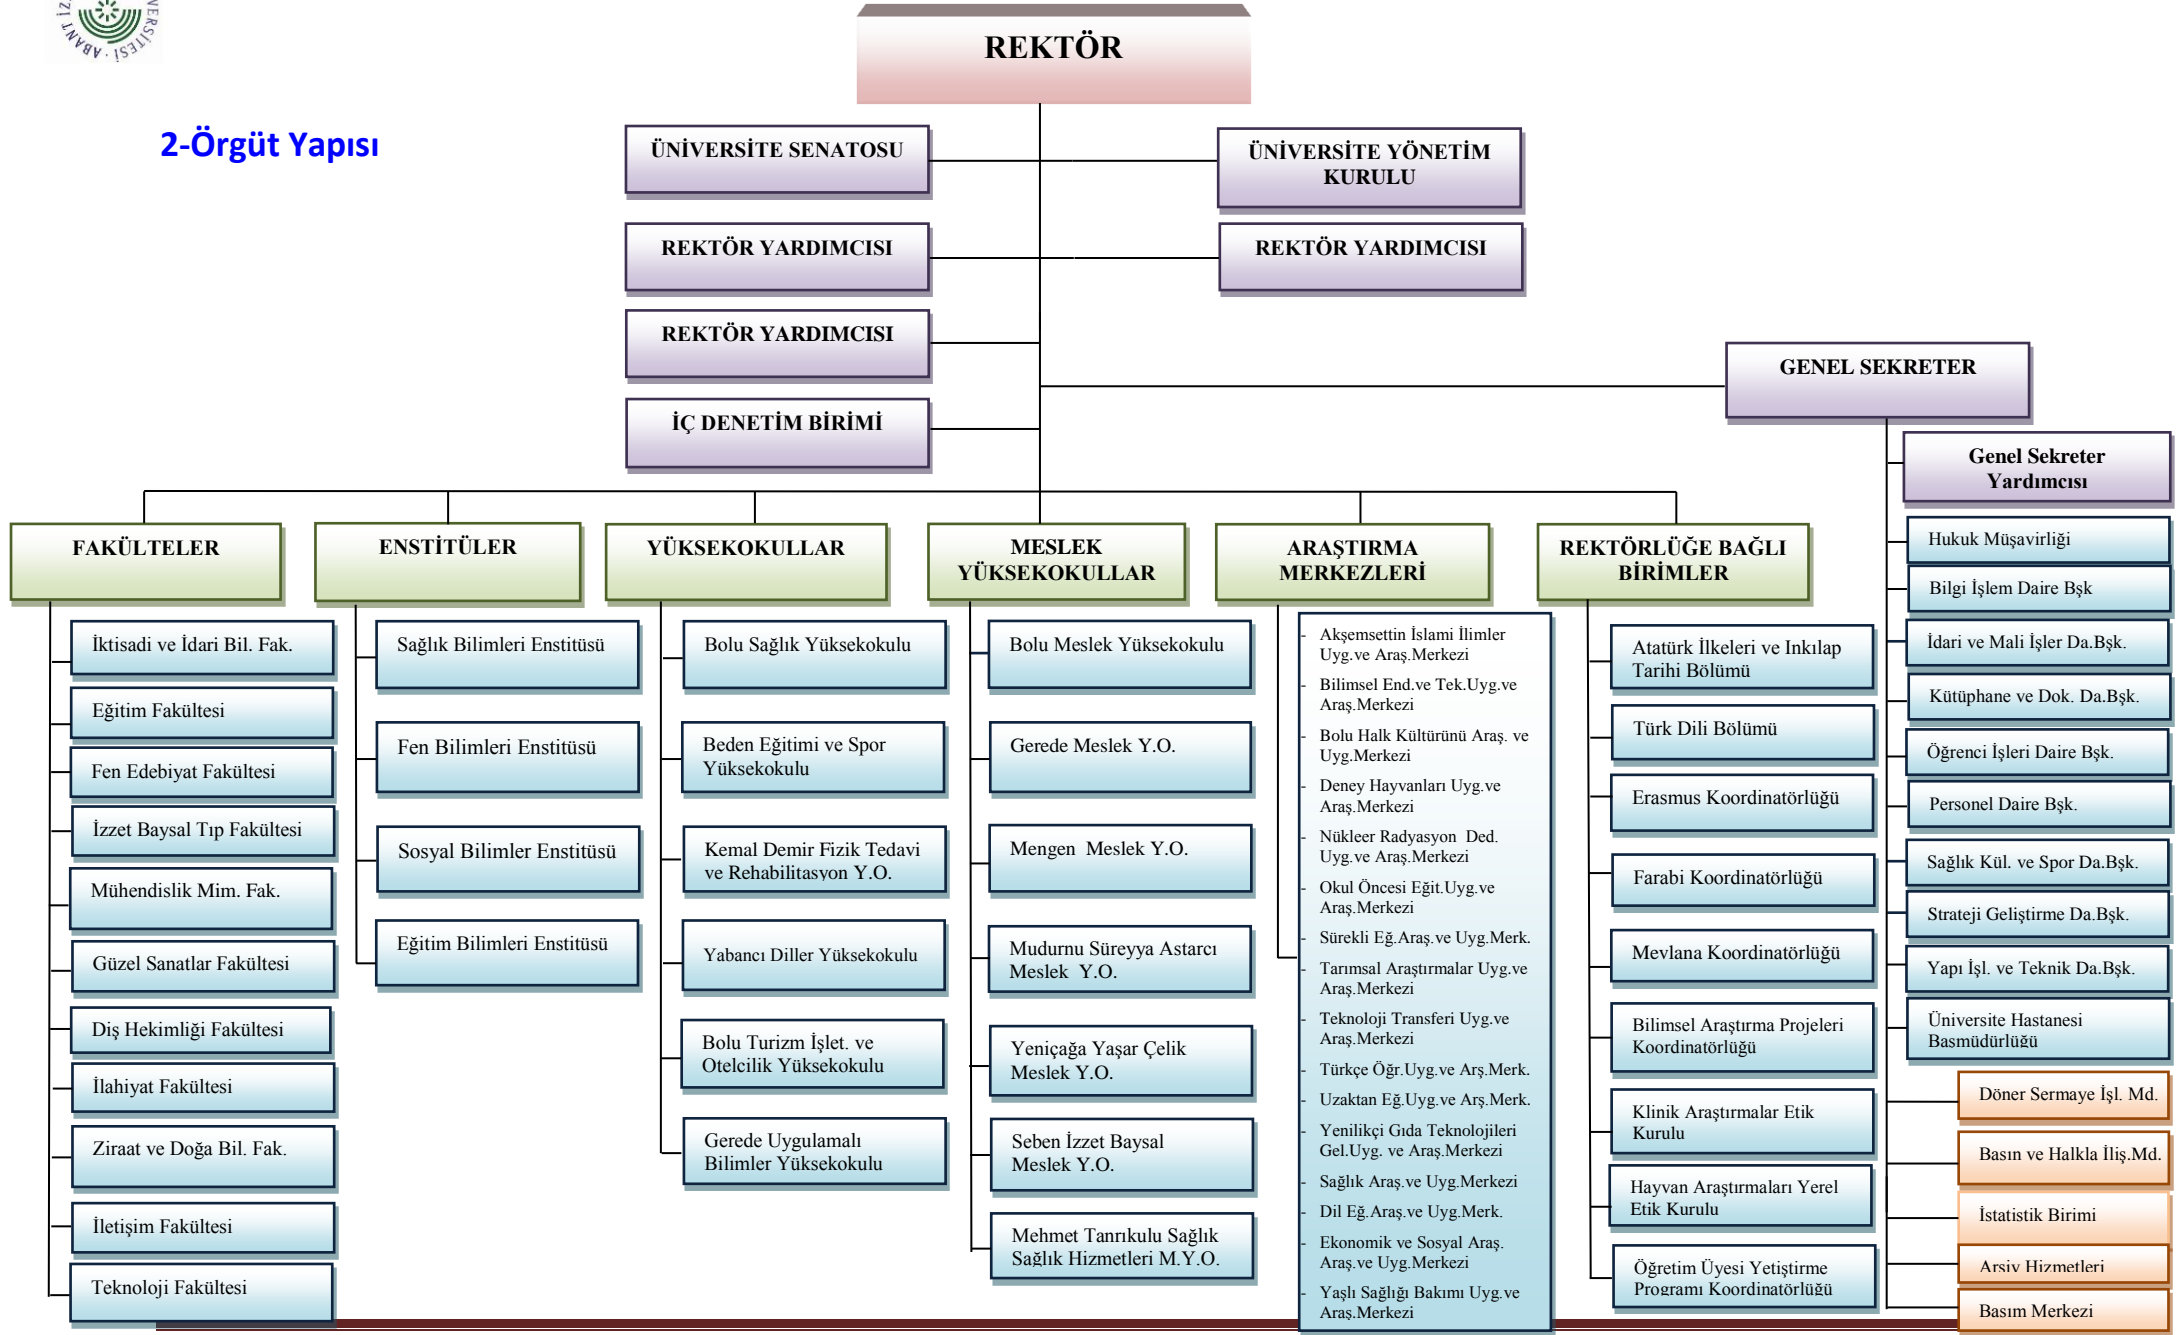 ABANT İZ
VERSİTESİ
REKTÖR
2-Örgüt Yapısı
ÜNİVERSİTE SENATOSU
ÜNİVERSİTE YÖNETİM
KURULU
REKTÖR YARDIMCISI
REKTÖR YARDIMCISI
REKTÖR YARDIMCISI
GENEL SEKRETER
İÇ DENETİM BİRİMİ
Genel Sekreter
Yardımcısı
FAKÜLTELER
İktisadi ve İdari Bil. Fak.
Eğitim Fakültesi
Fen Edebiyat Fakültesi
İzzet Baysal Tıp Fakültesi
Mühendislik Mim. Fak.
Güzel Sanatlar Fakültesi
Diş Hekimliği Fakültesi
İlahiyat Fakültesi
Ziraat ve Doğa Bil. Fak.
İletişim Fakültesi
Teknoloji Fakültesi
ENSTİTÜLER
Sağlık Bilimleri Enstitüsü
Fen Bilimleri Enstitüsü
Sosyal Bilimler Enstitüsü
Eğitim Bilimleri Enstitüsü
YÜKSEKOKULLAR
Bolu Sağlık Yüksekokulu
Beden Eğitimi ve Spor
Yüksekokulu
Kemal Demir Fizik Tedavi
ve Rehabilitasyon Y.O.
Yabancı Diller Yüksekokulu
Bolu Turizm İşlet. ve
Otelcilik Yüksekokulu
Gerede Uygulamalı
Bilimler Yüksekokulu
MESLEK
YÜKSEKOKULLAR
Bolu Meslek Yüksekokulu
Gerede Meslek Y.O.
Mengen  Meslek Y.O.
Mudurnu Süreyya Astarcı
Meslek  Y.O.
Yeniçağa Yaşar Çelik
Meslek Y.O.
Seben İzzet Baysal
Meslek Y.O.
Mehmet Tanrıkulu Sağlık
Sağlık Hizmetleri M.Y.O.
ARAŞTIRMA
MERKEZLERİ
- Akşemsettin İslami İlimler
Uyg.ve Araş.Merkezi
- Bilimsel End.ve Tek.Uyg.ve
Araş.Merkezi
- Bolu Halk Kültürünü Araş. ve
Uyg.Merkezi
- Deney Hayvanları Uyg.ve
Araş.Merkezi
- Nükleer Radyasyon  Ded.
Uyg.ve Araş.Merkezi
- Okul Öncesi Eğit.Uyg.ve
Araş.Merkezi
- Sürekli Eğ.Araş.ve Uyg.Merk.
- Tarımsal Araştırmalar Uyg.ve
Araş.Merkezi
- Teknoloji Transferi Uyg.ve
Araş.Merkezi
- Türkçe Öğr.Uyg.ve Arş.Merk.
- Uzaktan Eğ.Uyg.ve Arş.Merk.
- Yenilikçi Gıda Teknolojileri
Gel.Uyg. ve Araş.Merkezi
- Sağlık Araş.ve Uyg.Merkezi
- Dil Eğ.Araş.ve Uyg.Merk.
- Ekonomik ve Sosyal Araş.
Araş.ve Uyg.Merkezi
- Yaşlı Sağlığı Bakımı Uyg.ve
Araş.Merkezi
REKTÖRLÜĞE BAĞLI
BİRİMLER
Atatürk İlkeleri ve Inkılap
Tarihi Bölümü
Türk Dili Bölümü
Erasmus Koordinatörlüğü
Farabi Koordinatörlüğü
Mevlana Koordinatörlüğü
Bilimsel Araştırma Projeleri
Koordinatörlüğü
Klinik Araştırmalar Etik
Kurulu
Hayvan Araştırmaları Yerel
Etik Kurulu
Öğretim Üyesi Yetiştirme
Programı Koordinatörlüğü
Hukuk Müşavirliği
Bilgi İşlem Daire Bşk
İdari ve Mali İşler Da.Bşk.
Kütüphane ve Dok. Da.Bşk.
Öğrenci İşleri Daire Bşk.
Personel Daire Bşk.
Sağlık Kül. ve Spor Da.Bşk.
Strateji Geliştirme Da.Bşk.
Yapı İşl. ve Teknik Da.Bşk.
Üniversite Hastanesi
Başmüdürlüğü
Döner Sermaye İşl. Md.
Basın ve Halkla İliş.Md.
İstatistik Birimi
Arşiv Hizmetleri
Basım Merkezi